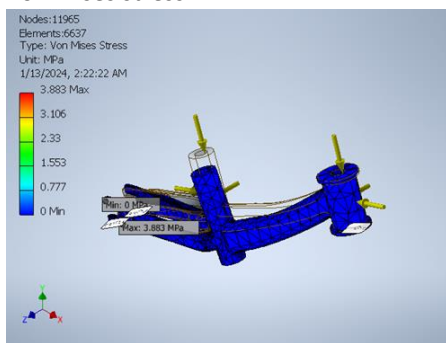 Nodes:11965
Elements:6637
Type: Von Mises Stress
Unit: MPa
1/13/2024, 2:22:22 AM
3.883 Max
3.106
2.33
1.553
0.777
0 Min
Min: 0 MPa
Max: 3.883 MPa
Y
Z
X